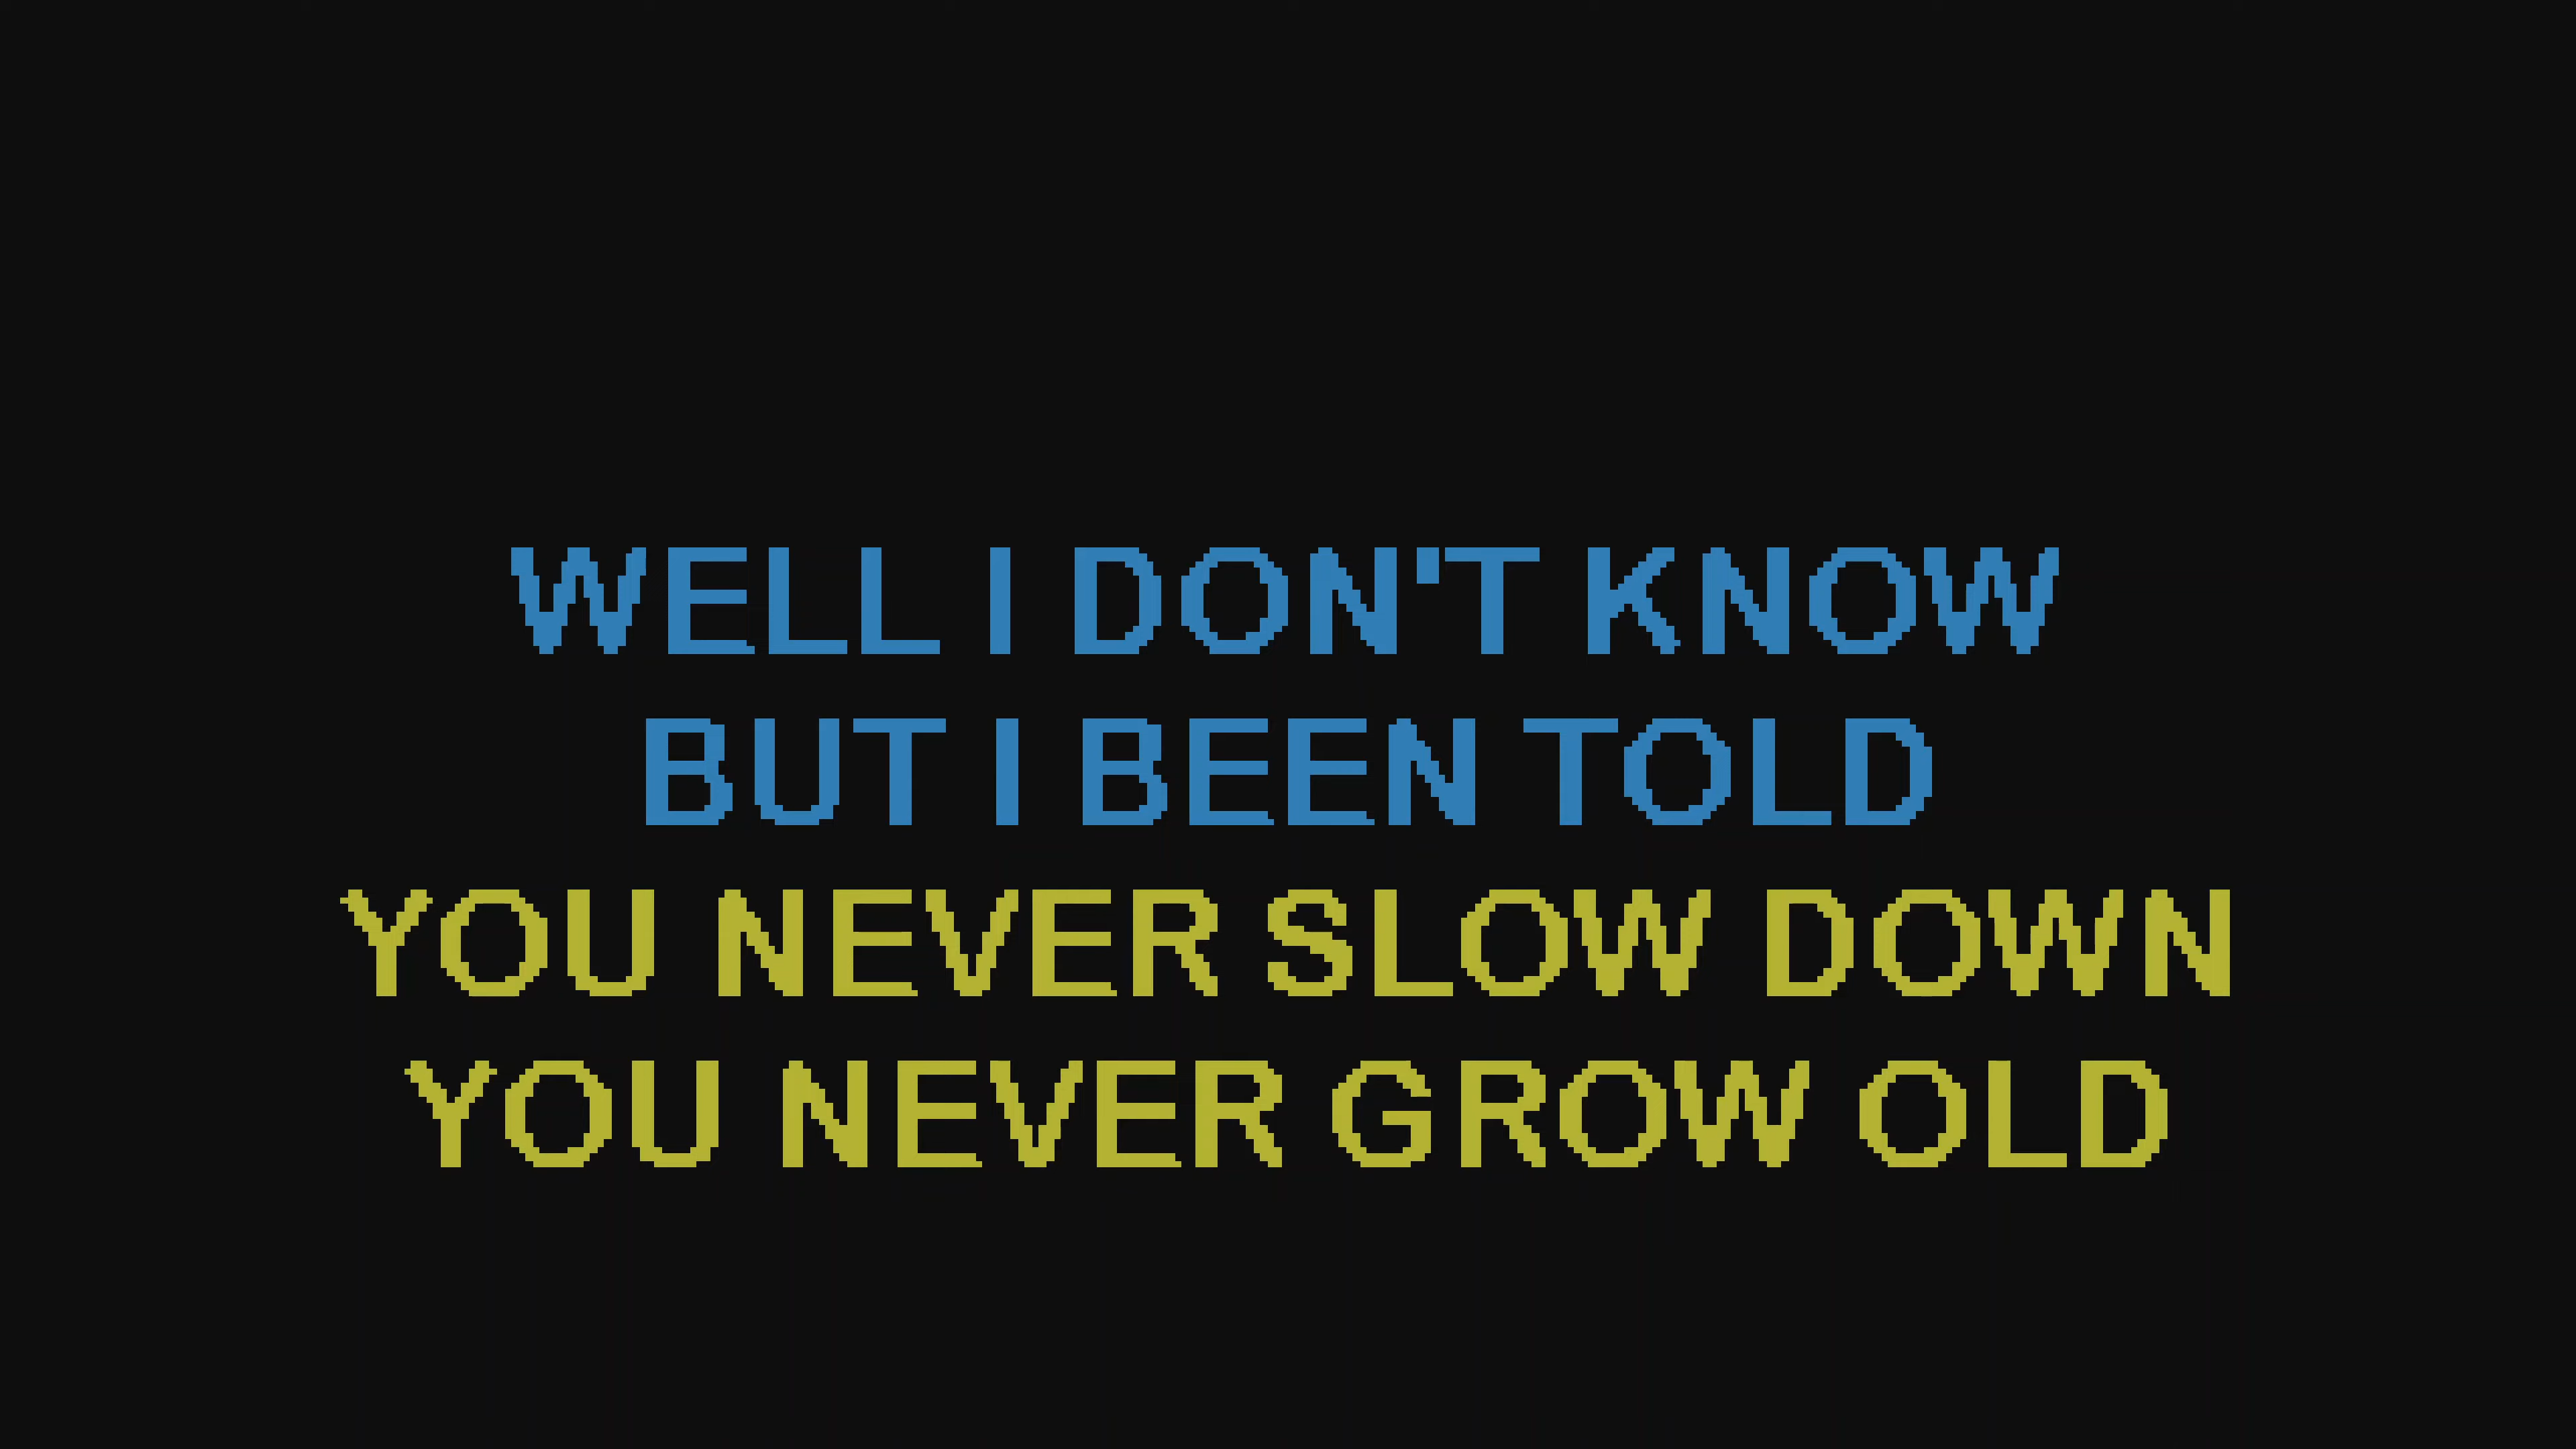 WELL I DON'T KNOW
BUT I BEEN TOLD
YOU NEVER SLOW DOWN
YOU NEVER GROW OLD